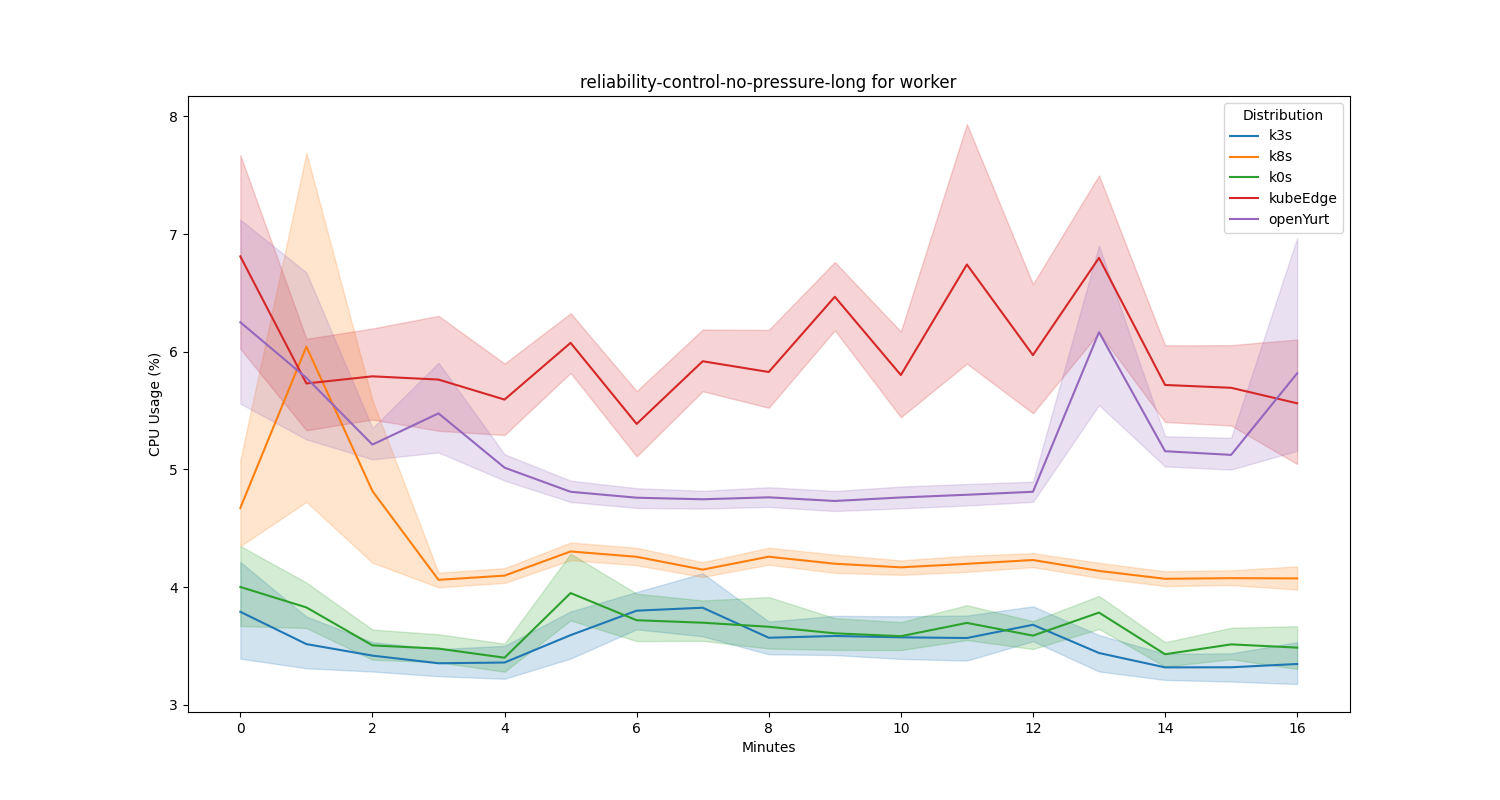 reliability-control-no-pressure-long for worker
Distribution
k3s
k8s
k0s
kubeEdge
openYurt
CPU Usage (%)
8
7
6
5
4
3
0
2
4
6
8
10
12
14
16
Minutes